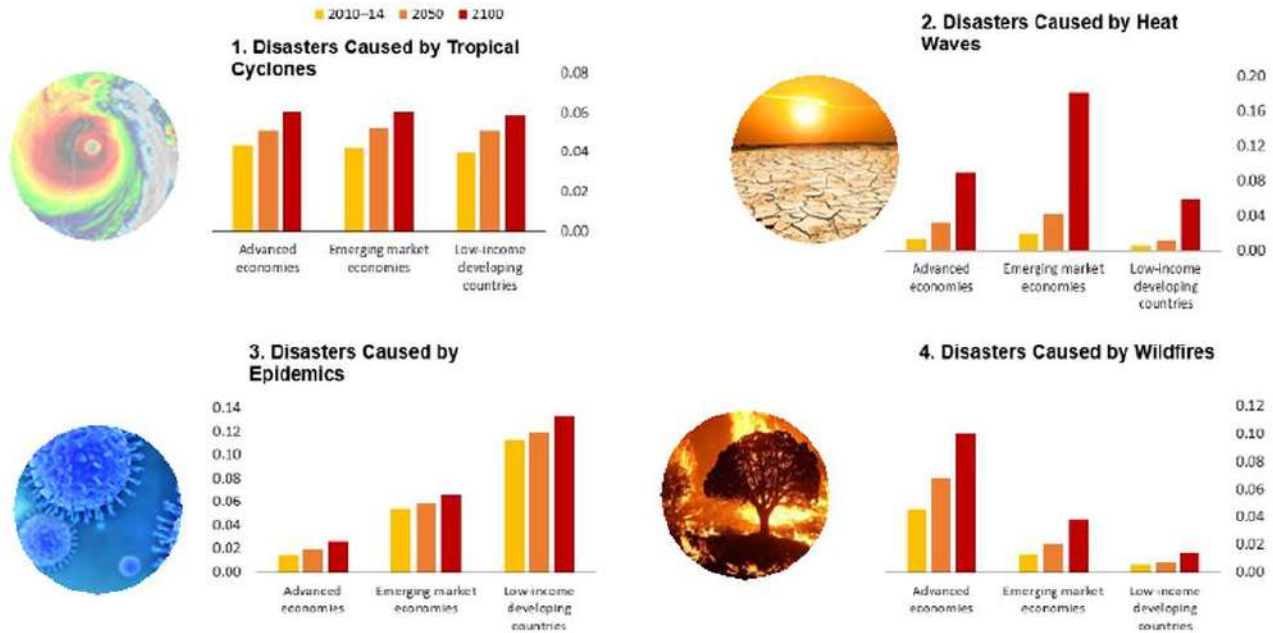 2010–14 2050 2100
1. Disasters Caused by Tropical
Cyclones
0.08
0.06
0.04
0.02
0.00
Advanced
economies
Emerging market
economies
Low-income
developing
countries
2. Disasters Caused by Heat
Waves
0.20
0.16
0.12
0.08
0.04
0.00
Advanced
economies
Emerging market
economies
Low-income
developing
countries
3. Disasters Caused by
Epidemics
0.14
0.12
0.10
0.08
0.06
0.04
0.02
0.00
Advanced
economies
Emerging market
economies
Low-income
developing
countries
4. Disasters Caused by Wildfires
0.12
0.10
0.08
0.06
0.04
0.02
0.00
Advanced
economies
Emerging market
economies
Low-income
developing
countries